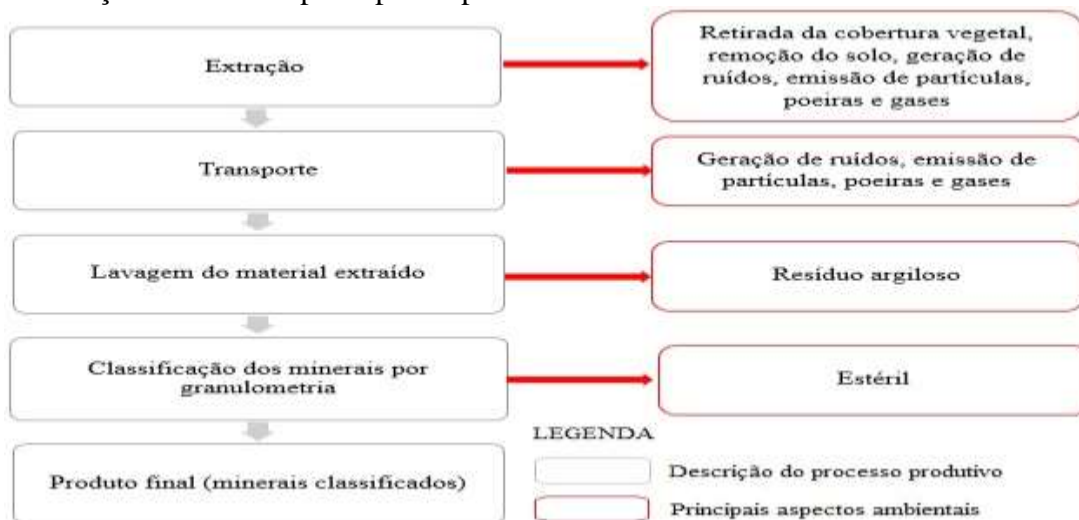 Extração
Retirada da cobertura vegetal,
remoção do solo, geração de
ruídos, emissão de partículas,
poeiras e gases
Transporte
Geração de ruídos, emissão de
partículas, poeiras e gases
Lavagem do material extraído
Resíduo argiloso
Classificação dos minerais por
granulometria
Estéril
Produto final (minerais classificados)
LEGENDA
Descrição do processo produtivo
Principais aspectos ambientais